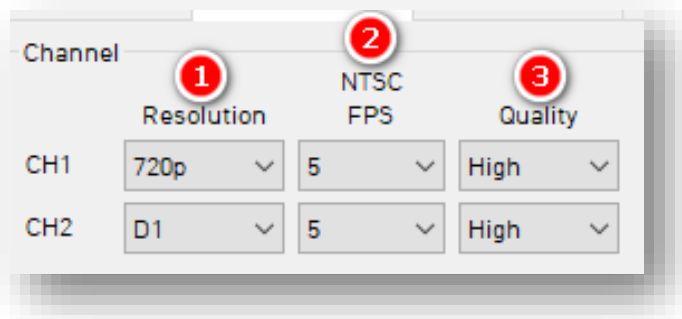 Channel
1 2 3
NTSC
Resolution FPS Quality
CH1 720p 5 High
CH2 D1 5 High